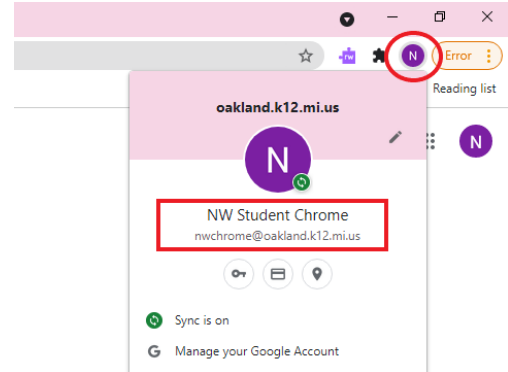 rw
N
Error
Reading list
oakland.k12.mi.us
N
N
NW Student Chrome
nwchrome@oakland.k12.mi.us
Sync is on
G Manage your Google Account